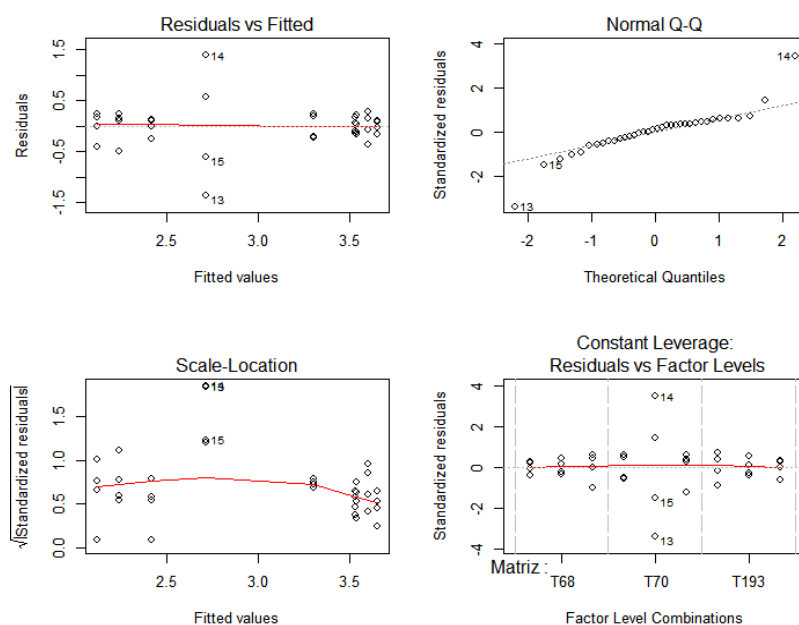 Residuals vs Fitted
Residuals
1.5
0.5
-0.5
-1.5
14
15
13
2.5 3.0 3.5
Fitted values
Normal Q-Q
Standardized residuals
4
2
0
-2
14
15
13
-2 -1 0 1 2
Theoretical Quantiles
Scale-Location
√|Standardized residuals|
1.5
1.0
0.5
0.0
15
2.5 3.0 3.5
Fitted values
Constant Leverage:
Residuals vs Factor Levels
Standardized residuals
4
2
0
-2
-4
14
15
13
Matriz :
T68 T70 T193
Factor Level Combinations